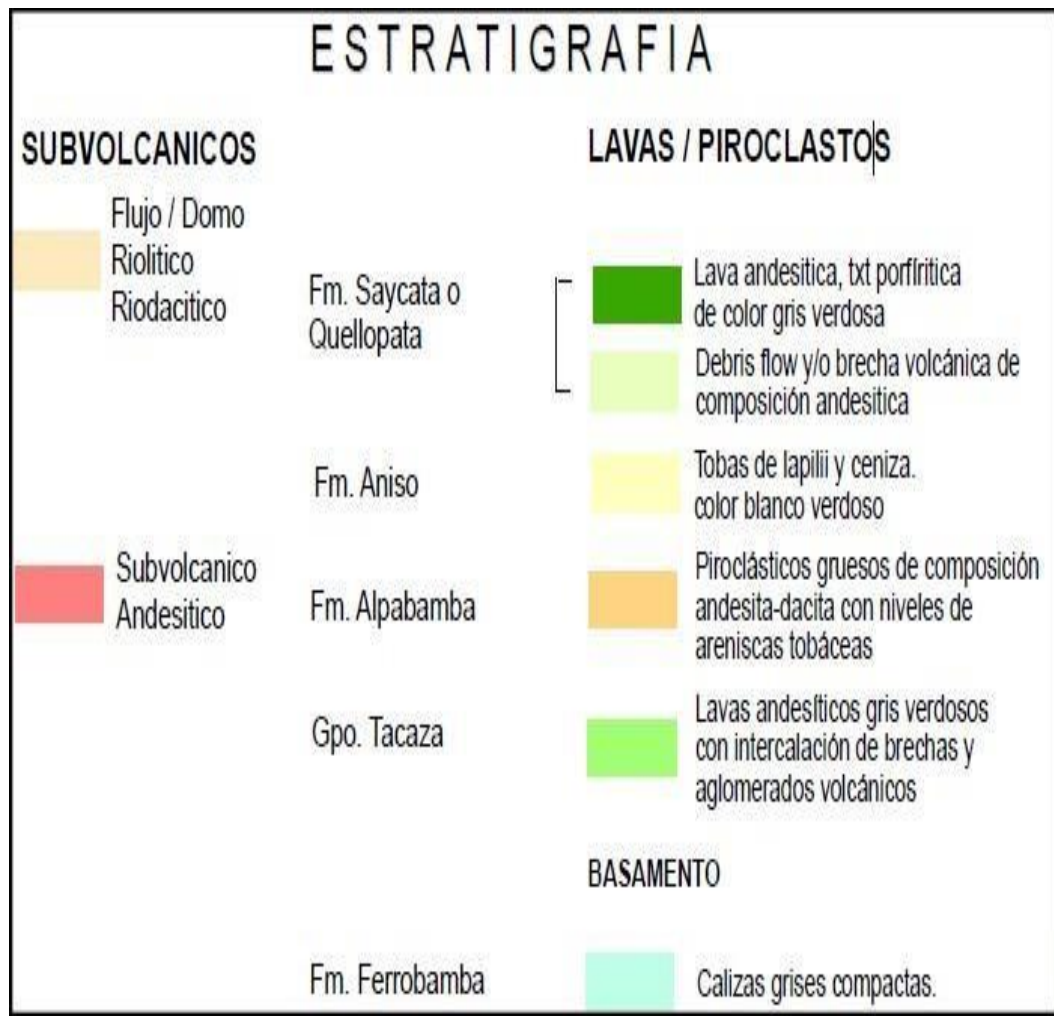 ESTRATIGRAFIA
SUBVOLCANICOS
Flujo / Domo
Riolitico
Riodacitico
Subvolcanico
Andesitico
LAVAS / PIROCLASTOS
Fm. Saycata o
Quellopata
Lava andesitica, txt porfíritica
de color gris verdosa
Debris flow y/o brecha volcánica de
composición andesitica
Fm. Aniso
Tobas de lapilii y ceniza.
color blanco verdoso
Fm. Alpabamba
Piroclásticos gruesos de composición
andesita-dacita con niveles de
areniscas tobáceas
Gpo. Tacaza
Lavas andesíticos gris verdosos
con intercalación de brechas y
aglomerados volcánicos
BASAMENTO
Fm. Ferrobamba
Calizas grises compactas.